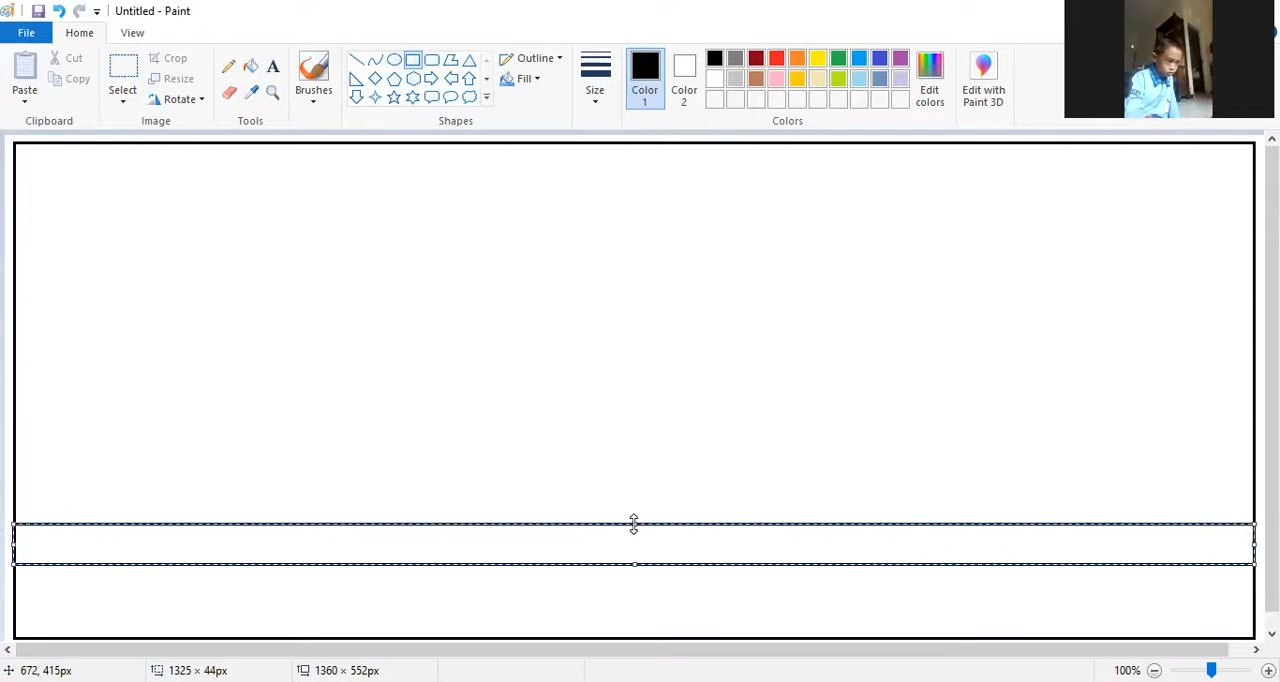 Untitled - Paint
File
Home
View
Paste
Cut
Copy
Clipboard
Select
Crop
Resize
Rotate
Image
A
Tools
Brushes
Outline
Fill
Shapes
Size
Color
1
Color
2
Edit
colors
Colors
Edit with
Paint 3D
672, 415px
1325 × 44px
1360 × 552px
100%